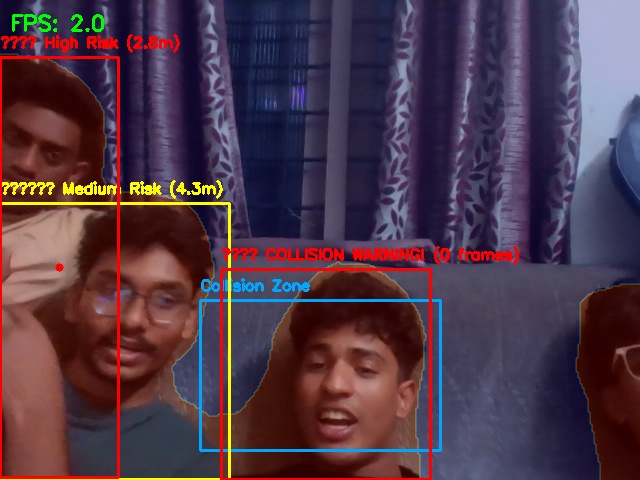 FPS: 2.0
???? High Risk (2.8m)
?????? Medium Risk (4.3m)
???? COLLISION WARNING! (0 frames)
Collision Zone